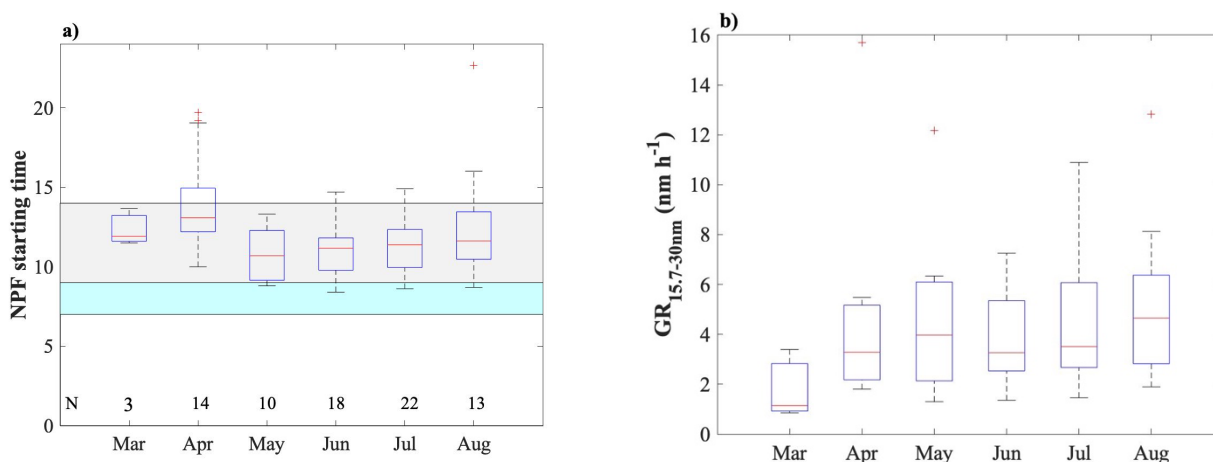 a)
NPF starting time
20
15
10
5
0
N 3 14 10 18 22 13
Mar Apr May Jun Jul Aug
b)
GR15.7-30nm (nm h-1)
16
14
12
10
8
6
4
2
0
Mar Apr May Jun Jul Aug